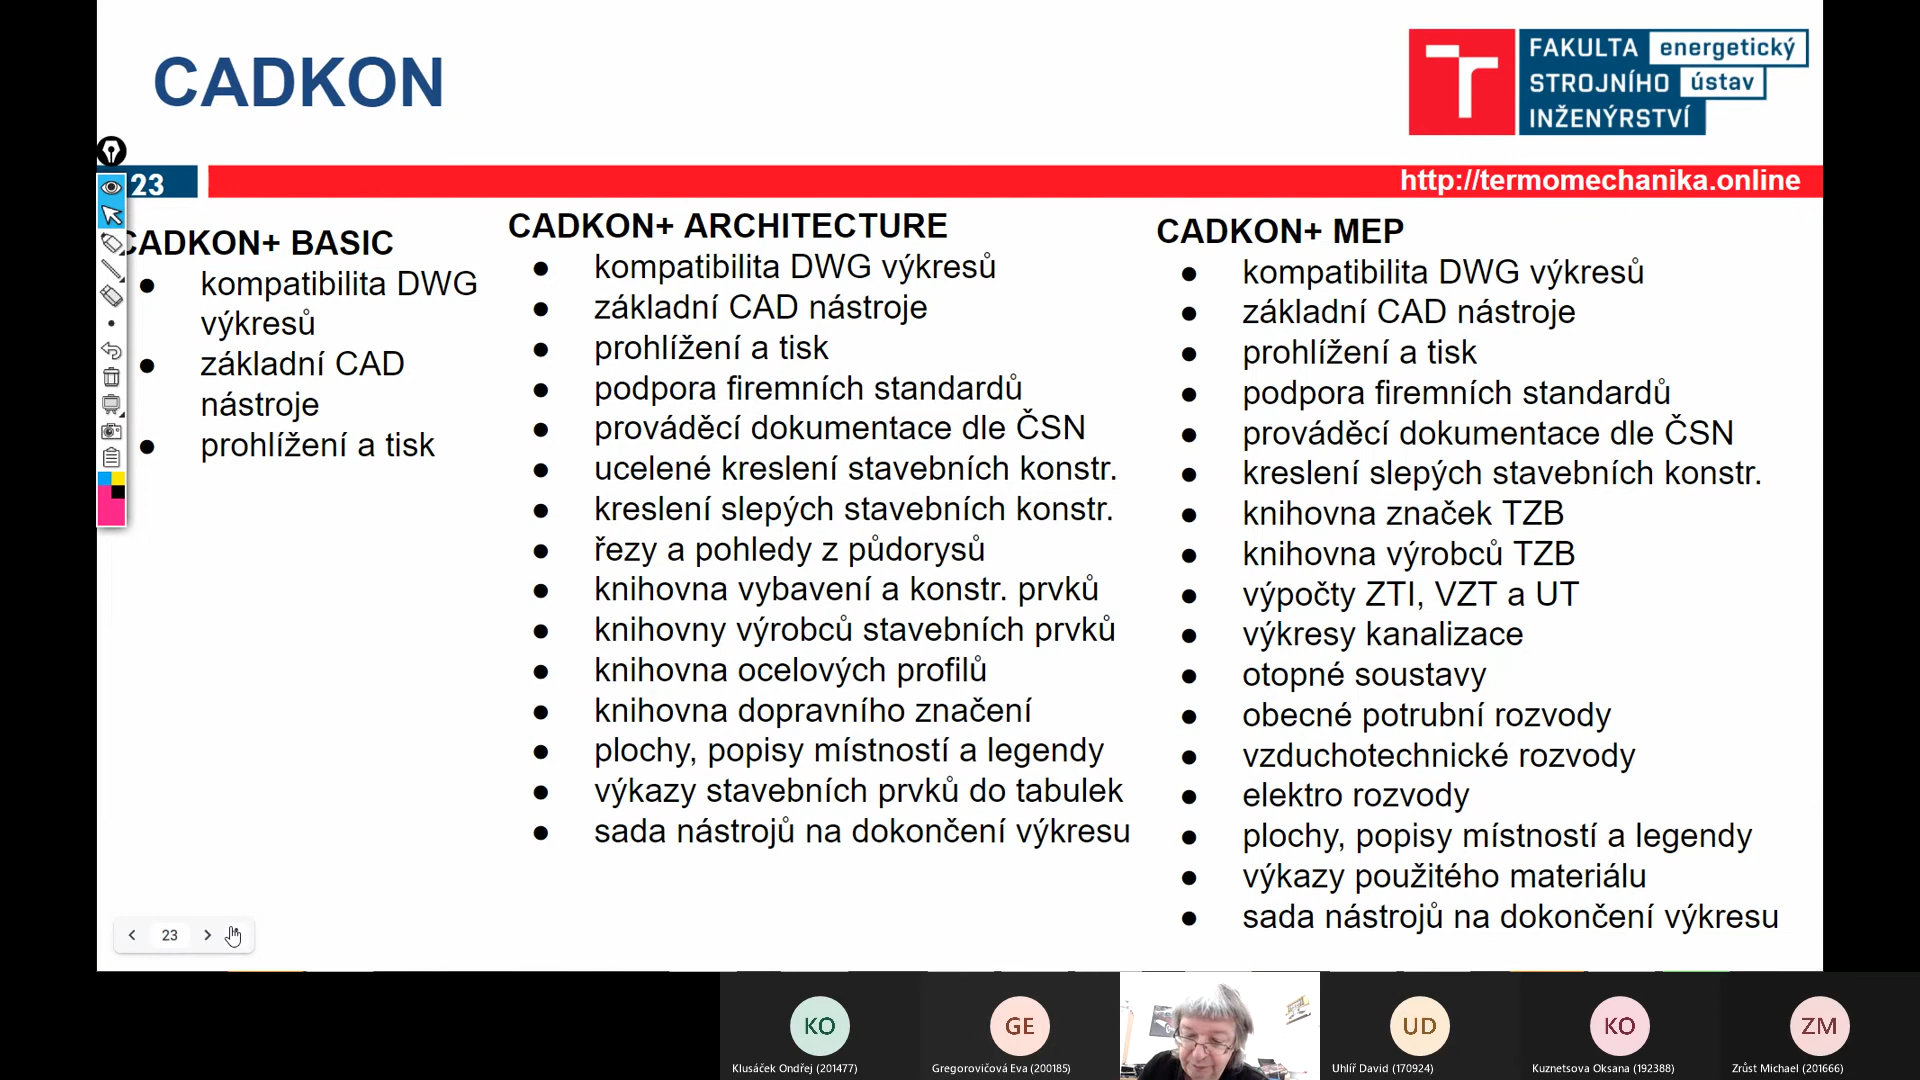 CADKON
FAKULTA energetický
STROJNÍHO ústav
INŽENÝRSTVÍ
23
http://termomechanika.online
CADKON+ BASIC
● kompatibilita DWG
výkresů
● základní CAD
nástroje
● prohlížení a tisk
CADKON+ ARCHITECTURE
● kompatibilita DWG výkresů
● základní CAD nástroje
● prohlížení a tisk
● podpora firemních standardů
● prováděcí dokumentace dle ČSN
● ucelené kreslení stavebních konstr.
● kreslení slepých stavebních konstr.
● řezy a pohledy z půdorysů
● knihovna vybavení a konstr. prvků
● knihovny výrobců stavebních prvků
● knihovna ocelových profilů
● knihovna dopravního značení
● plochy, popisy místností a legendy
● výkazy stavebních prvků do tabulek
● sada nástrojů na dokončení výkresu
CADKON+ MEP
● kompatibilita DWG výkresů
● základní CAD nástroje
● prohlížení a tisk
● podpora firemních standardů
● prováděcí dokumentace dle ČSN
● kreslení slepých stavebních konstr.
● knihovna značek TZB
● knihovna výrobců TZB
● výpočty ZTI, VZT a UT
● výkresy kanalizace
● otopné soustavy
● obecné potrubní rozvody
● vzduchotechnické rozvody
● elektro rozvody
● plochy, popisy místností a legendy
● výkazy použitého materiálu
● sada nástrojů na dokončení výkresu
23
KO
Klusáček Ondřej (201477)
GE
Gregorovičová Eva (200185)
UD
Uhlíř David (170924)
KO
Kuznetsova Oksana (192388)
ZM
Zrůst Michael (201666)